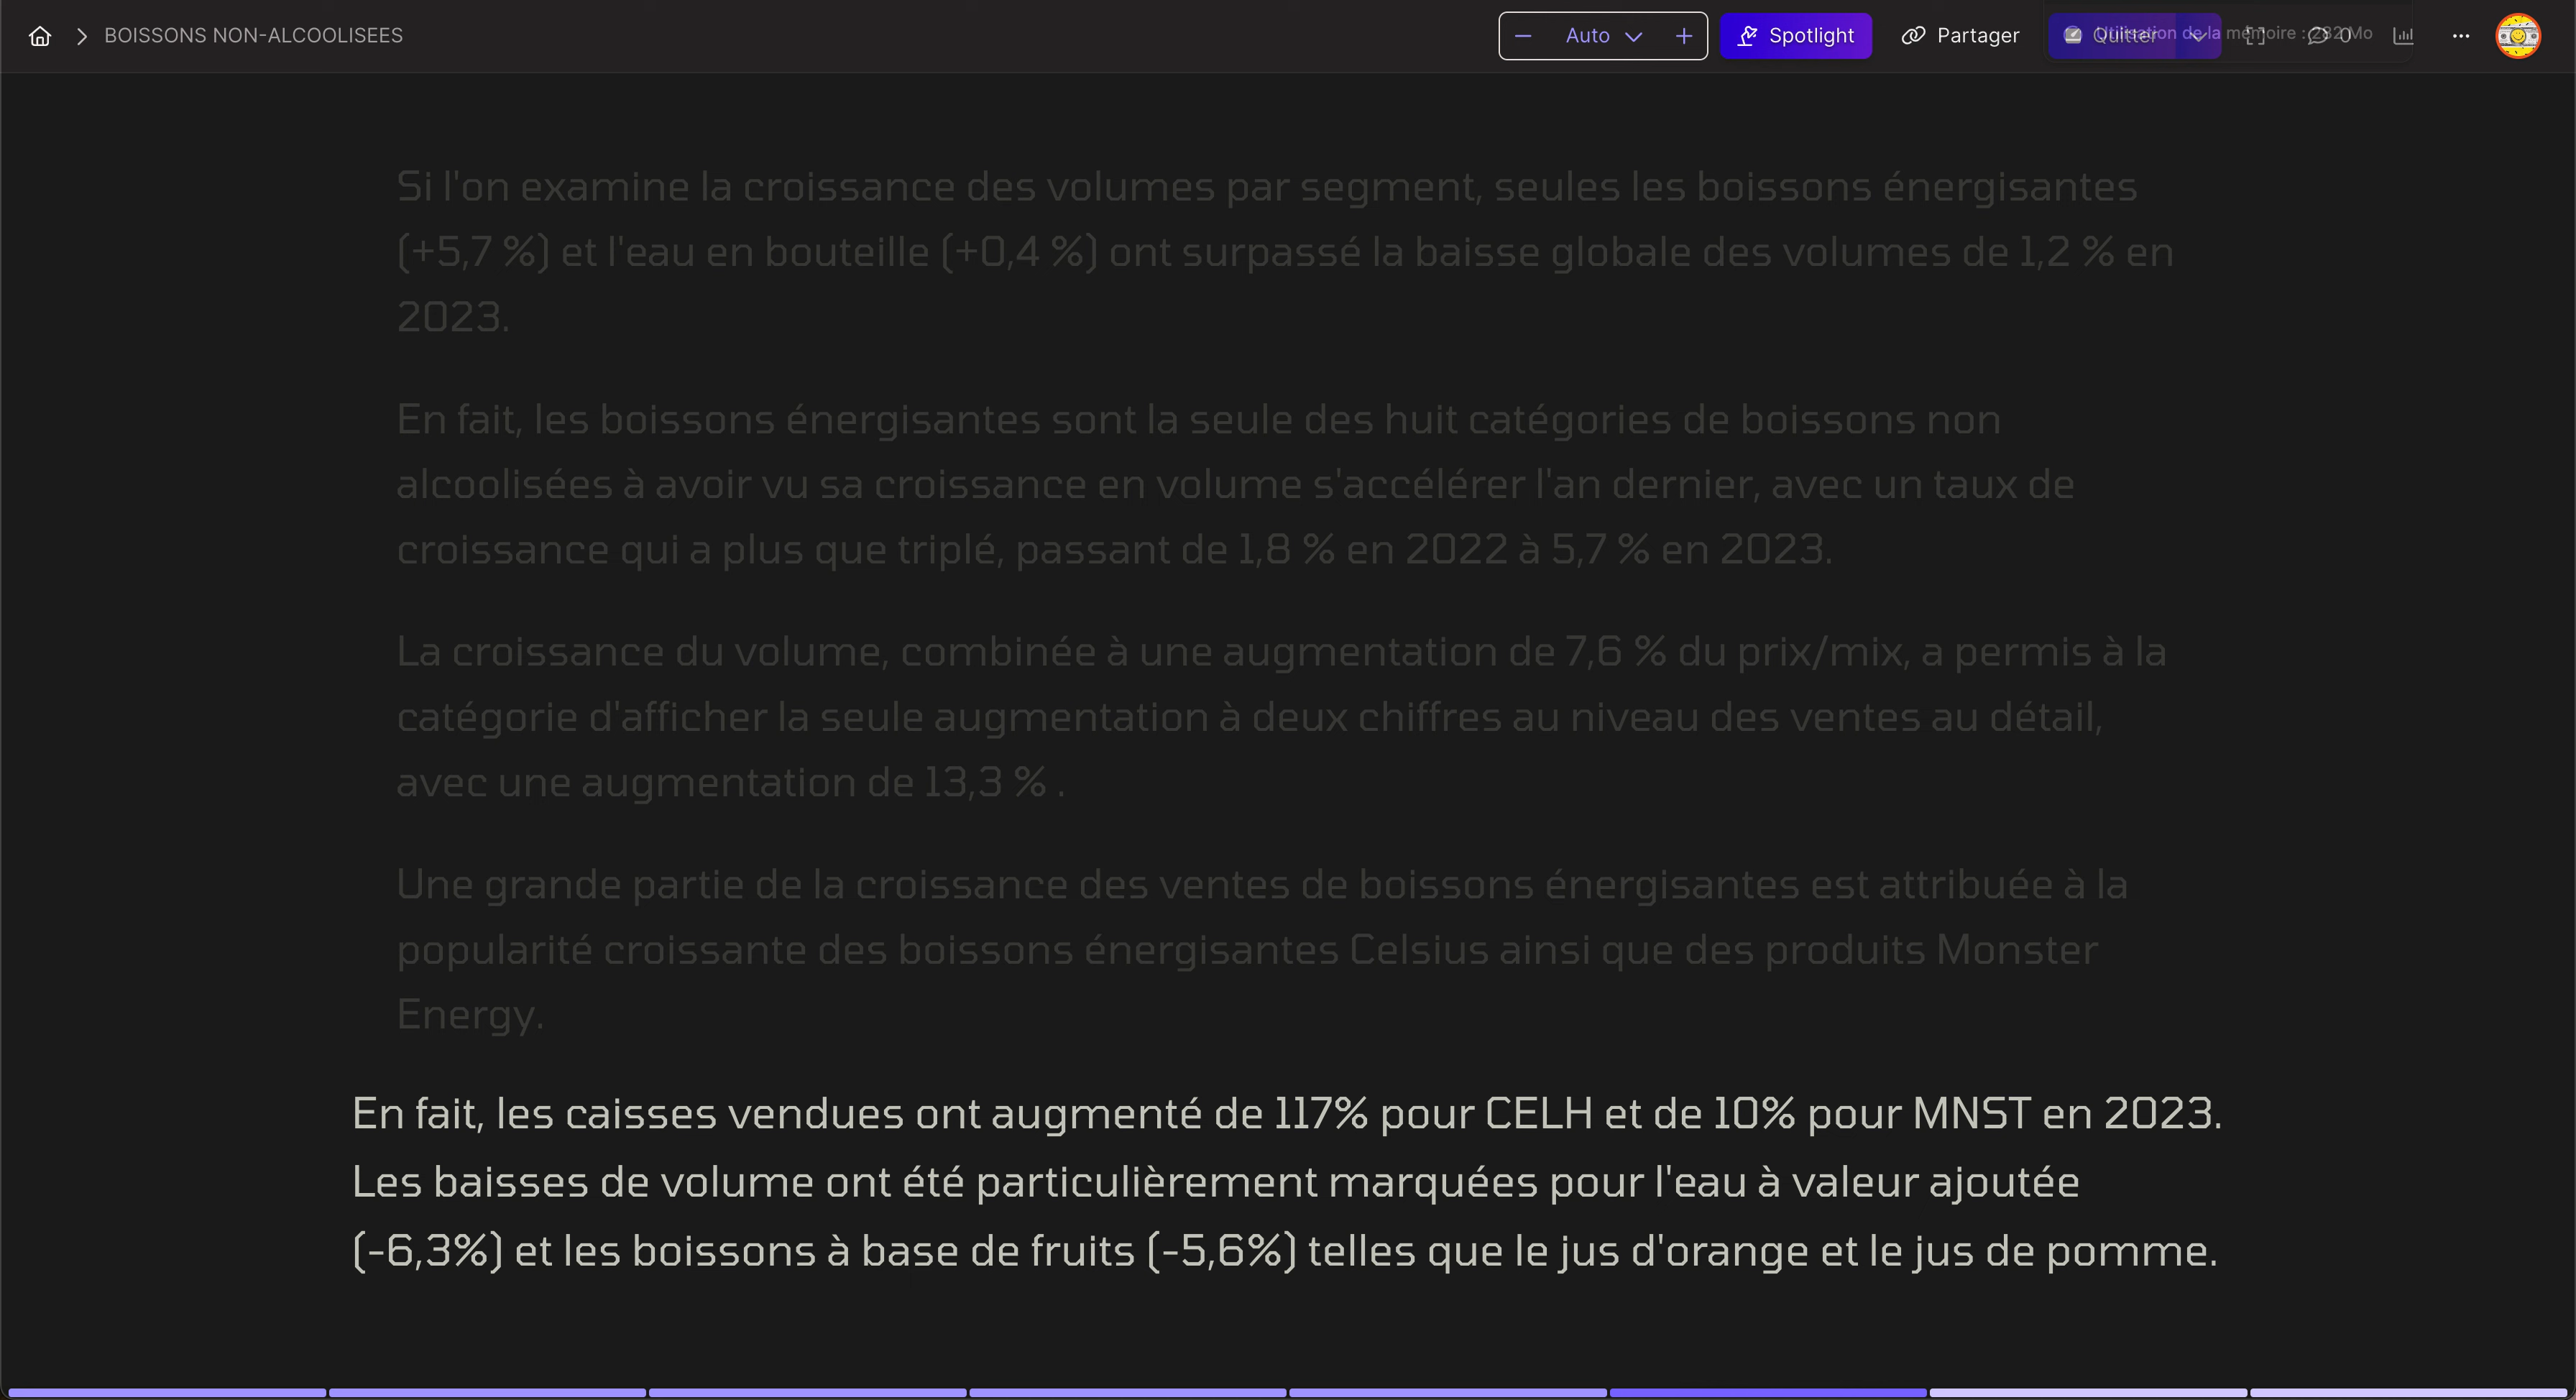 BOISSONS NON-ALCOOLISEES
Auto
Spotlight
Partager
Quitter
Utilisation de la mémoire : 282 Mo
0
Si l'on examine la croissance des volumes par segment, seules les boissons énergisantes
(+5,7 %) et l'eau en bouteille (+0,4 %) ont surpassé la baisse globale des volumes de 1,2 % en
2023.
En fait, les boissons énergisantes sont la seule des huit catégories de boissons non
alcoolisées à avoir vu sa croissance en volume s'accélérer l'an dernier, avec un taux de
croissance qui a plus que triplé, passant de 1,8 % en 2022 à 5,7 % en 2023.
La croissance du volume, combinée à une augmentation de 7,6 % du prix/mix, a permis à la
catégorie d'afficher la seule augmentation à deux chiffres au niveau des ventes au détail,
avec une augmentation de 13,3 % .
Une grande partie de la croissance des ventes de boissons énergisantes est attribuée à la
popularité croissante des boissons énergisantes Celsius ainsi que des produits Monster
Energy.
En fait, les caisses vendues ont augmenté de 117% pour CELH et de 10% pour MNST en 2023.
Les baisses de volume ont été particulièrement marquées pour l'eau à valeur ajoutée
(-6,3%) et les boissons à base de fruits (-5,6%) telles que le jus d'orange et le jus de pomme.